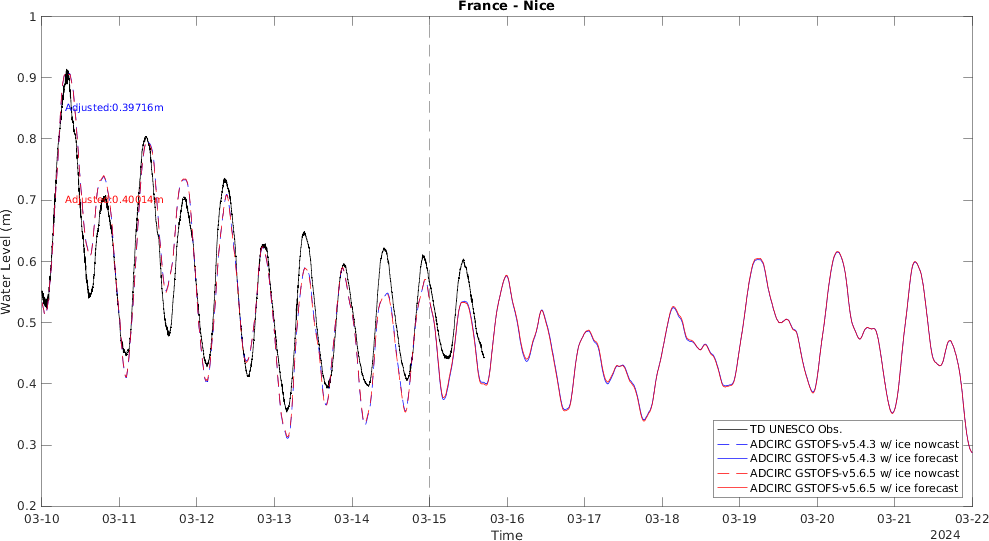 France - Nice
Water Level (m)
1
0.9
0.8
0.7
0.6
0.5
0.4
0.3
0.2
Adjusted:0.39716m
Adjusted:0.40014m
TD UNESCO Obs.
ADCIRC GSTOFS-v5.4.3 w/ ice nowcast
ADCIRC GSTOFS-v5.4.3 w/ ice forecast
ADCIRC GSTOFS-v5.6.5 w/ ice nowcast
ADCIRC GSTOFS-v5.6.5 w/ ice forecast
03-10 03-11 03-12 03-13 03-14 03-15 03-16 03-17 03-18 03-19 03-20 03-21 03-22
Time
2024